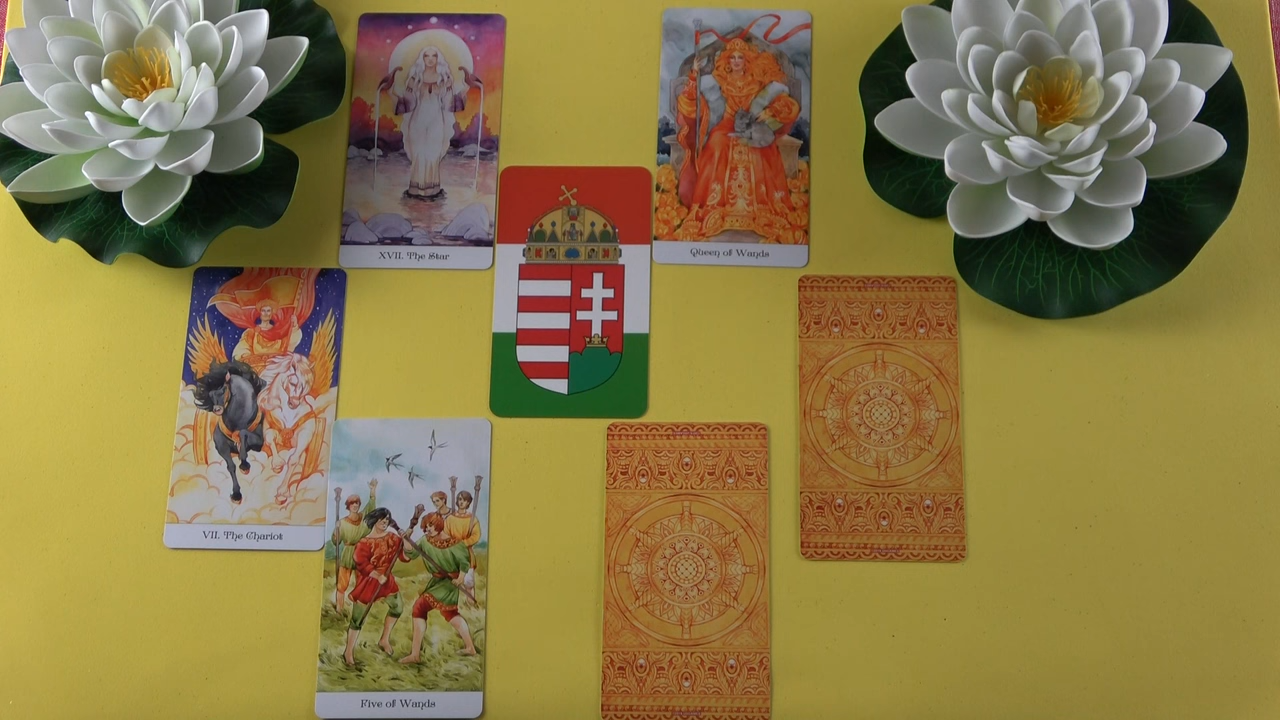 XVII. The Star
Queen of Wands
VII. The Chariot
Five of Wands